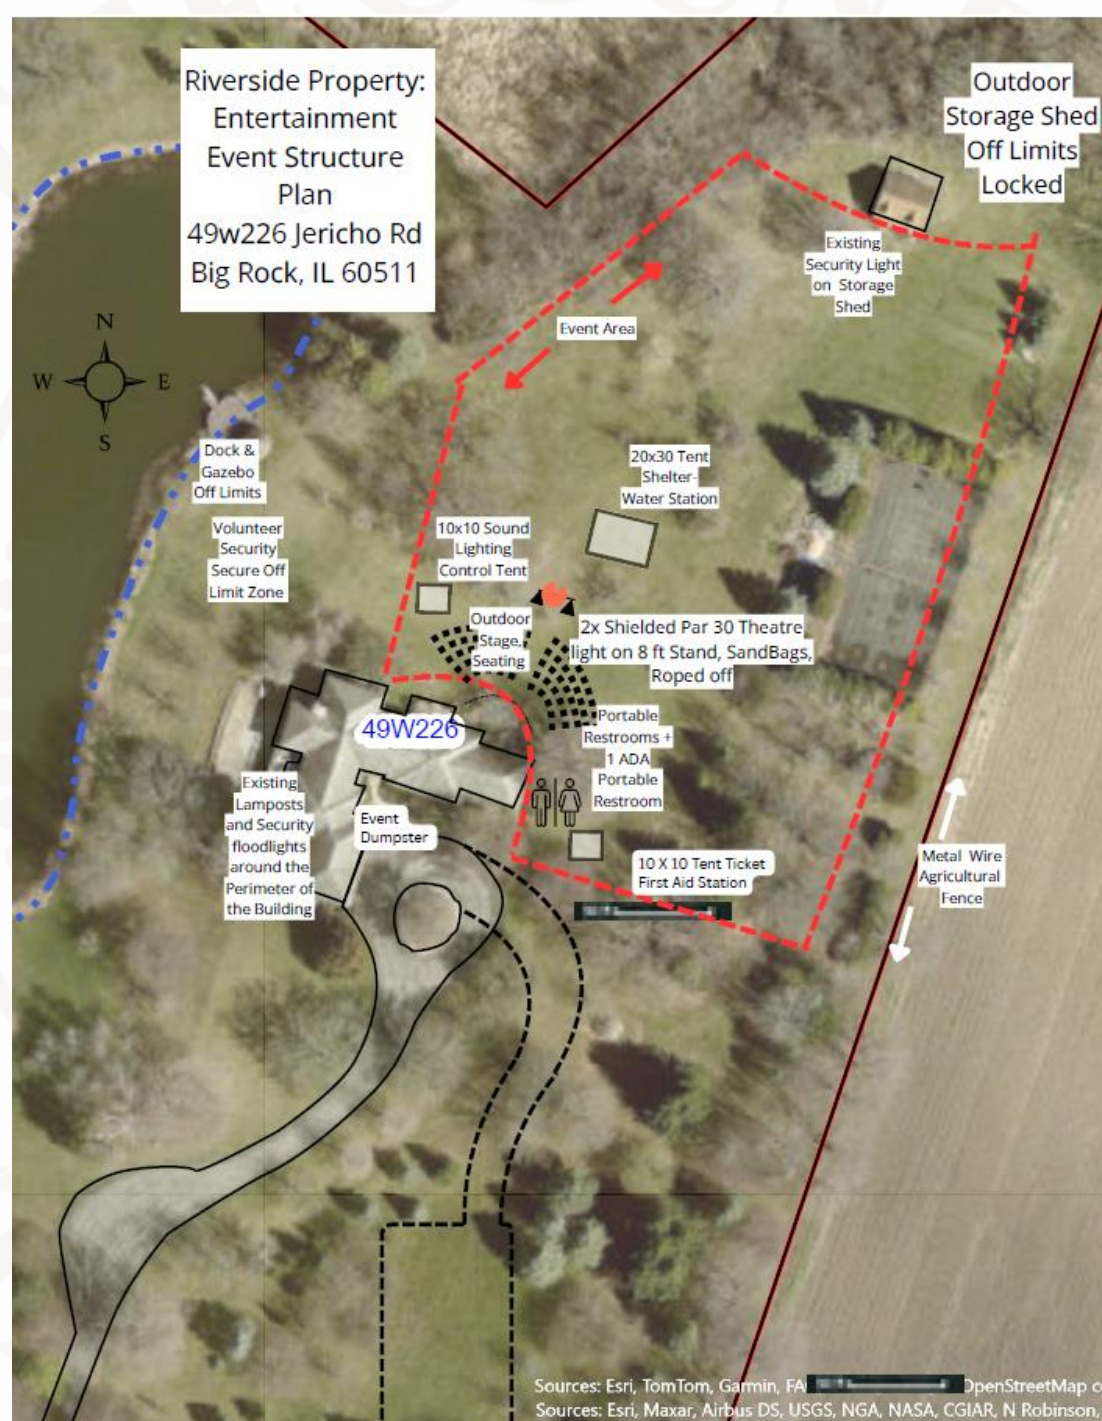 Riverside Property:
Entertainment
Event Structure
Plan
49w226 Jericho Rd
Big Rock, IL 60511
Outdoor
Storage Shed
Off Limits
Locked
Existing
Security Light
on Storage
Shed
Event Area
N
W
E
S
Dock &
Gazebo
Off Limits
20x30 Tent
Shelter-
Water Station
Volunteer
Security
Secure Off
Limit Zone
10x10 Sound
Lighting
Control Tent
Outdoor
Stage,
Seating
2x Shielded Par 30 Theatre
light on 8 ft Stand, SandBags,
Roped off
49W226
Portable
Restrooms +
1 ADA
Portable
Restroom
Existing
Lamposts
and Security
floodlights
around the
Perimeter of
the Building
Event
Dumpster
10 X 10 Tent Ticket
First Aid Station
Metal Wire
Agricultural
Fence
Sources: Esri, TomTom, Garmin, FA OpenStreetMap c
Sources: Esri, Maxar, Airbus DS, USGS, NGA, NASA, CGIAR, N Robinson,